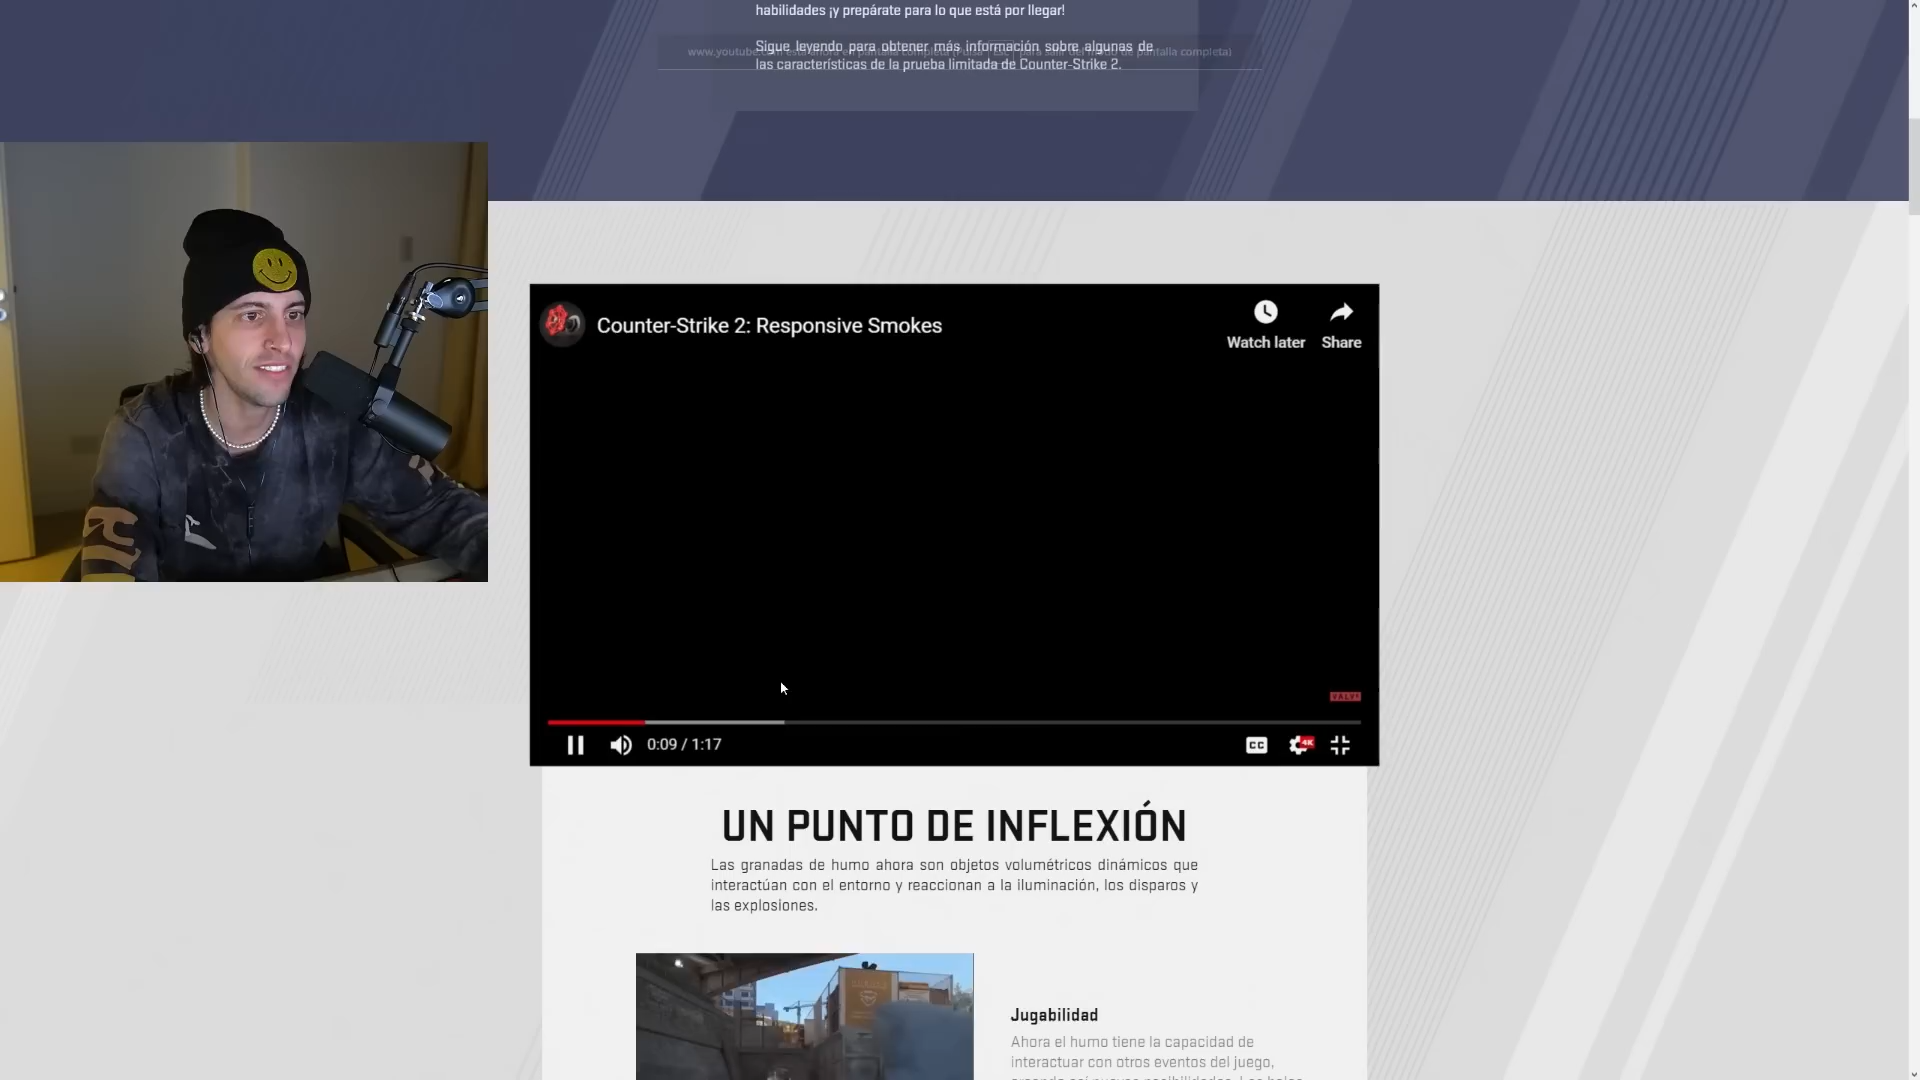 habilidades ¡y prepárate para lo que está por llegar!
Sigue leyendo para obtener más información sobre algunas de
las características de la prueba limitada de Counter-Strike 2.
Counter-Strike 2: Responsive Smokes
Watch later
Share
VALVE
0:09 / 1:17
CC
4K
UN PUNTO DE INFLEXIÓN
Las granadas de humo ahora son objetos volumétricos dinámicos que
interactúan con el entorno y reaccionan a la iluminación, los disparos y
las explosiones.
Jugabilidad
Ahora el humo tiene la capacidad de
interactuar con otros eventos del juego,